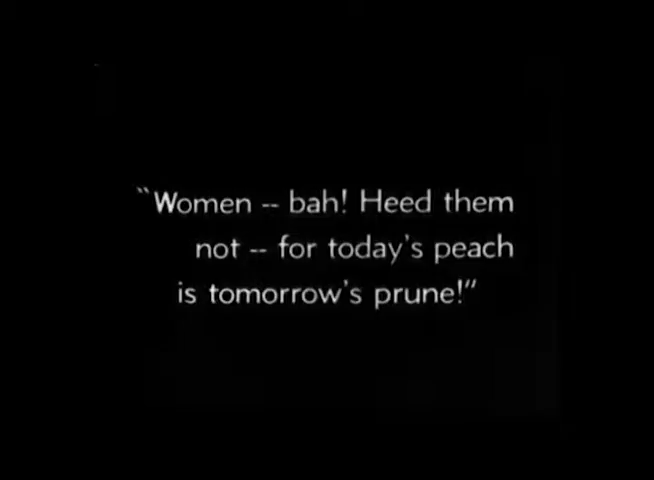 "Women -- bah! Heed them
not -- for today's peach
is tomorrow's prune!"